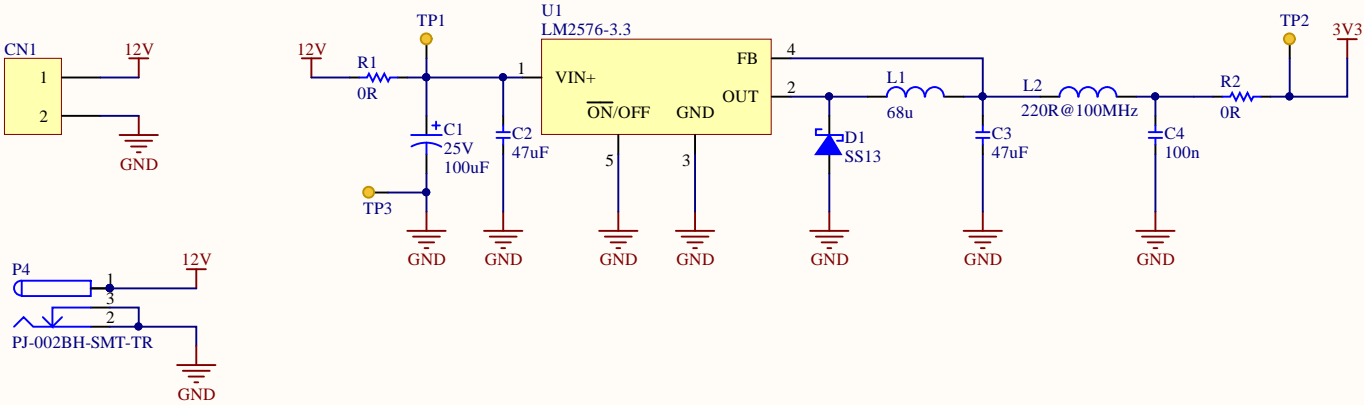 CN1
12V
1
2
GND
P4
12V
1
3
2
PJ-002BH-SMT-TR
GND
12V
R1
0R
TP1
C1
25V
100uF
TP3
GND
C2
47uF
GND
U1
LM2576-3.3
1
VIN+
FB
4
OUT
2
ON/OFF
GND
5
3
GND
GND
D1
SS13
GND
L1
68u
C3
47uF
GND
L2
220R@100MHz
C4
100n
GND
R2
0R
TP2
3V3